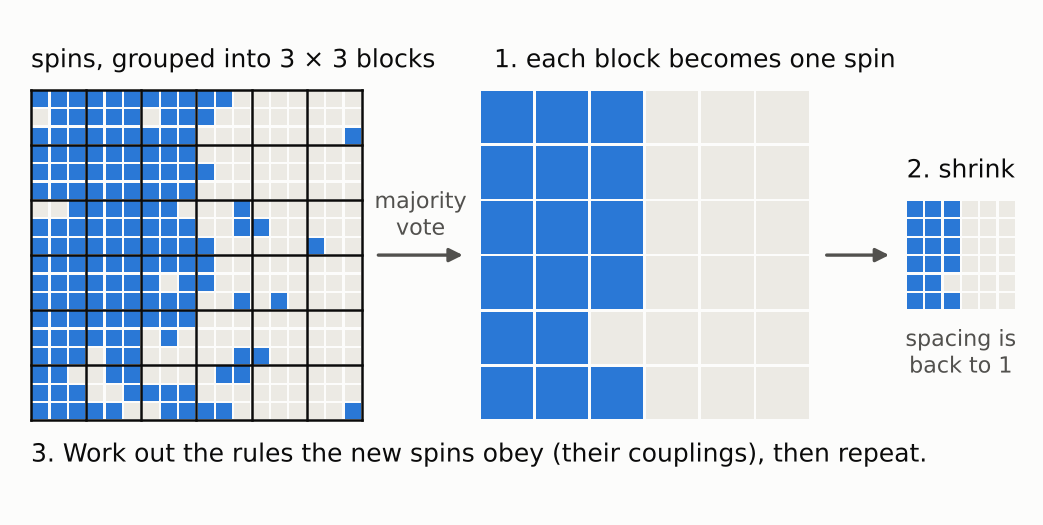 spins, grouped into 3 × 3 blocks
1. each block becomes one spin
majority
vote
2. shrink
spacing is
back to 1
3. Work out the rules the new spins obey (their couplings), then repeat.